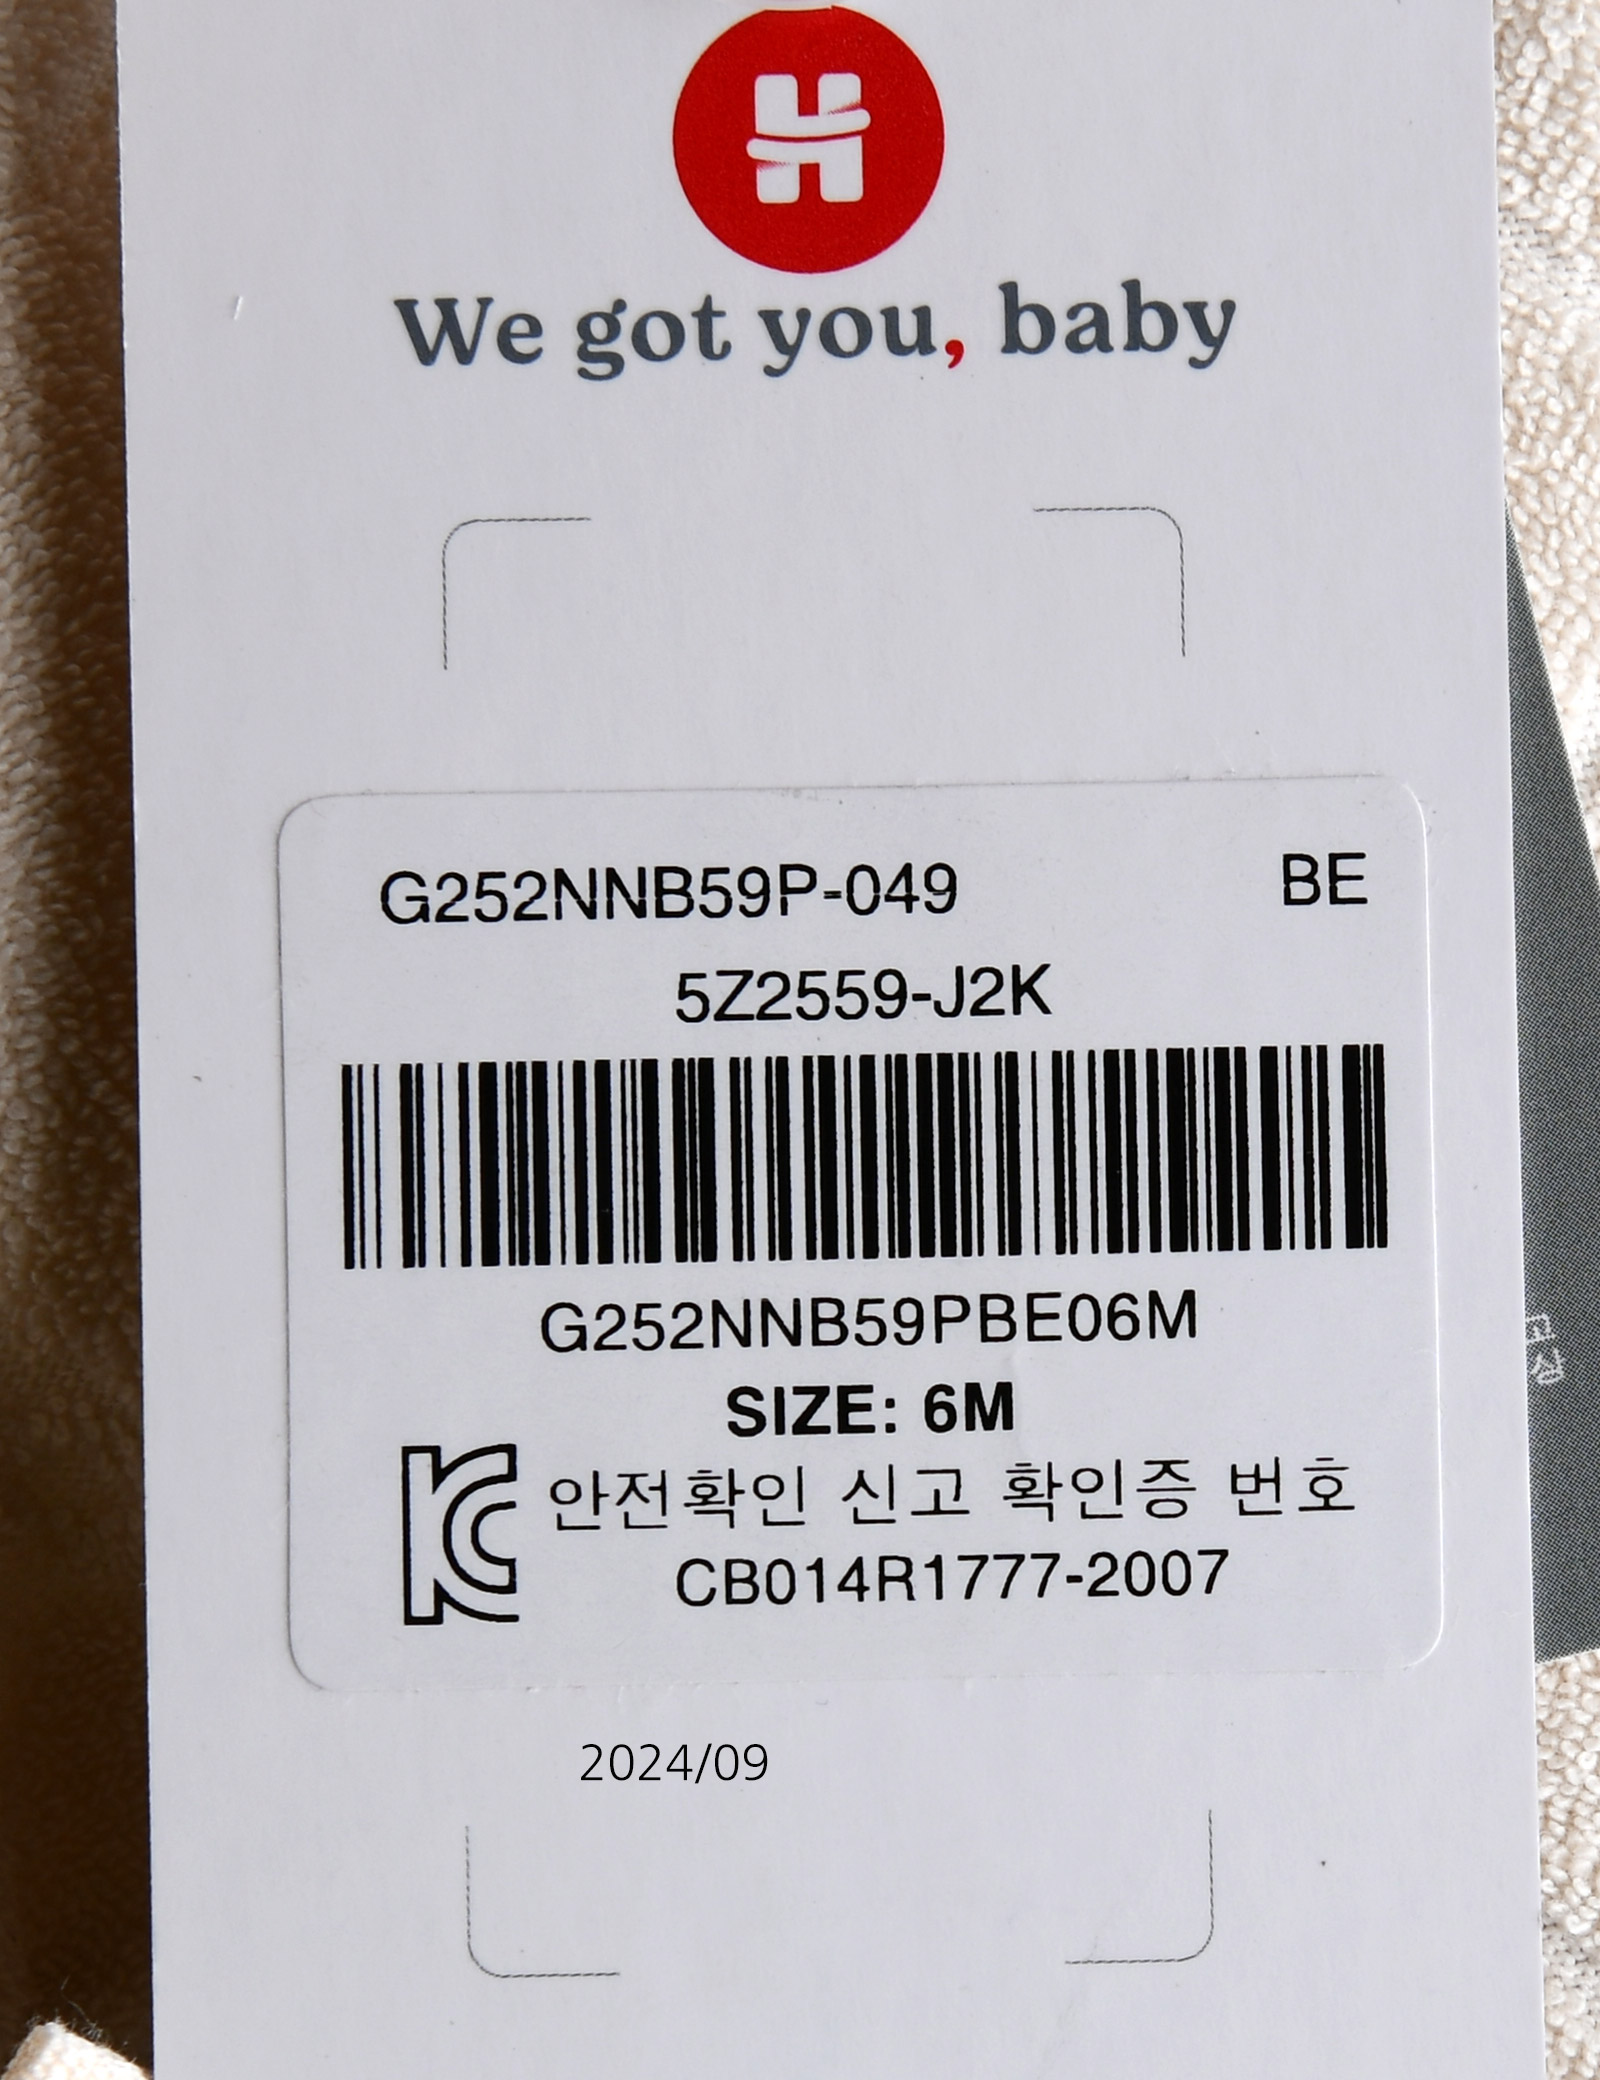 H
We got you, baby
G252NNB59P-049 BE
5Z2559-J2K
G252NNB59PBE06M
SIZE: 6M
안전확인 신고 확인증 번호
CB014R1777-2007
2024/09